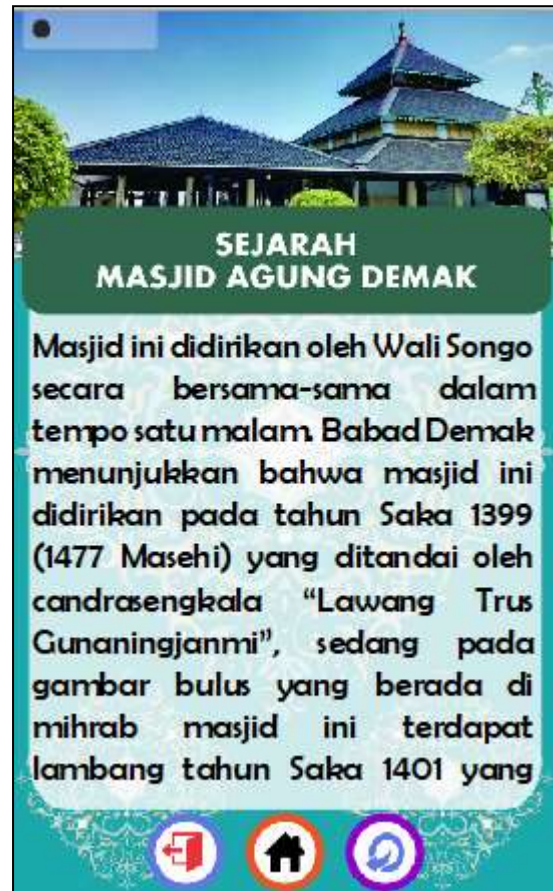 SEJARAH
MASJID AGUNG DEMAK
Masjid ini didirikan oleh Wali Songo
secara bersama-sama dalam
tempo satu malam. Babad Demak
menunjukkan bahwa masjid ini
didirikan pada tahun Saka 1399
(1477 Masehi) yang ditandai oleh
candrasengkala “Lawang Trus
Gunaningjanmi”, sedang pada
gambar bulus yang berada di
mihrab masjid ini terdapat
lambang tahun Saka 1401 yang